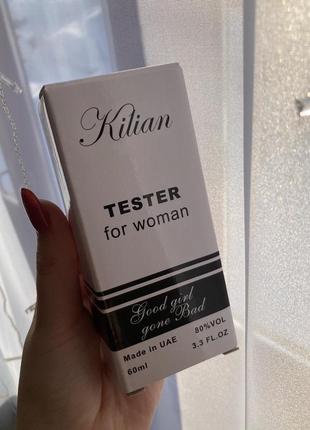 Kilian
TESTER
for woman
Good girl
gone Bad
Made in UAE 80%VOL
60ml 3.3 FL.OZ